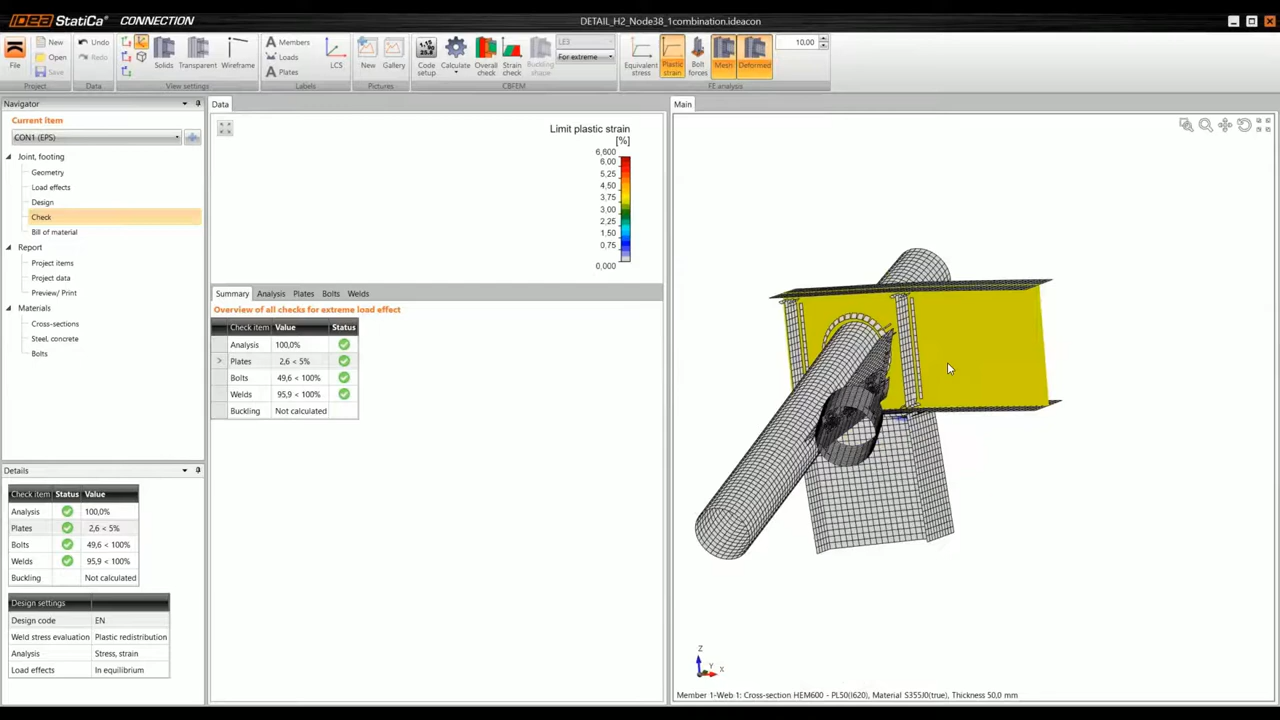 IDEA StatiCa® CONNECTION
DETAIL_H2_Node38_1combination.ideacon
File
New
Open
Save
Project
Undo
Redo
Data
Solids
Transparent
Wireframe
View settings
Members
Loads
Plates
Labels
LCS
New
Gallery
Pictures
Code setup
Calculate
Overall check
Strain check
Buckling shape
LE3
For extreme
CBFEM
Equivalent stress
Plastic strain
Bolt forces
Mesh
Deformed
10.00
FE analysis
Navigator
Current item
CON1 (EPS)
Joint, footing
Geometry
Load effects
Design
Check
Bill of material
Report
Project items
Project data
Preview/ Print
Materials
Cross-sections
Steel, concrete
Bolts
Details
Check item Status Value
Analysis 100,0%
Plates 2,6 < 5%
Bolts 49,6 < 100%
Welds 95,9 < 100%
Buckling Not calculated
Design settings
Design code EN
Weld stress evaluation Plastic redistribution
Analysis Stress, strain
Load effects In equilibrium
Data
Limit plastic strain
[%]
6,600
6,00
5,25
4,50
3,75
3,00
2,25
1,50
0,75
0,000
Summary Analysis Plates Bolts Welds
Overview of all checks for extreme load effect
Check item Value Status
Analysis 100,0%
> Plates 2,6 < 5%
Bolts 49,6 < 100%
Welds 95,9 < 100%
Buckling Not calculated
Main
Z
Y
X
Member 1-Web 1: Cross-section HEM600 - PL50(I620), Material S355J0(true), Thickness 50,0 mm